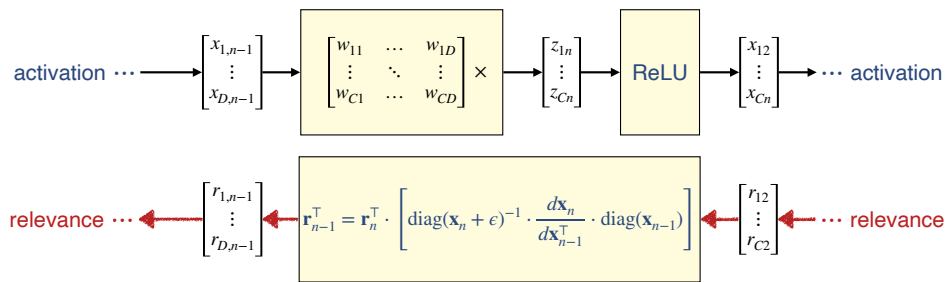 activation ⋯ [x_{1,n−1} ⋮ x_{D,n−1}] [w_{11} … w_{1D} ⋮ ⋱ ⋮ w_{C1} … w_{CD}] × [z_{1n} ⋮ z_{Cn}] ReLU [x_{12} ⋮ x_{Cn}] ⋯ activation
relevance ⋯ [r_{1,n−1} ⋮ r_{D,n−1}] r_{n−1}^⊤ = r_n^⊤ · [diag(x_n + ϵ)^{−1} · dx_n / dx_{n−1}^⊤ · diag(x_{n−1})] [r_{12} ⋮ r_{C2}] ⋯ relevance